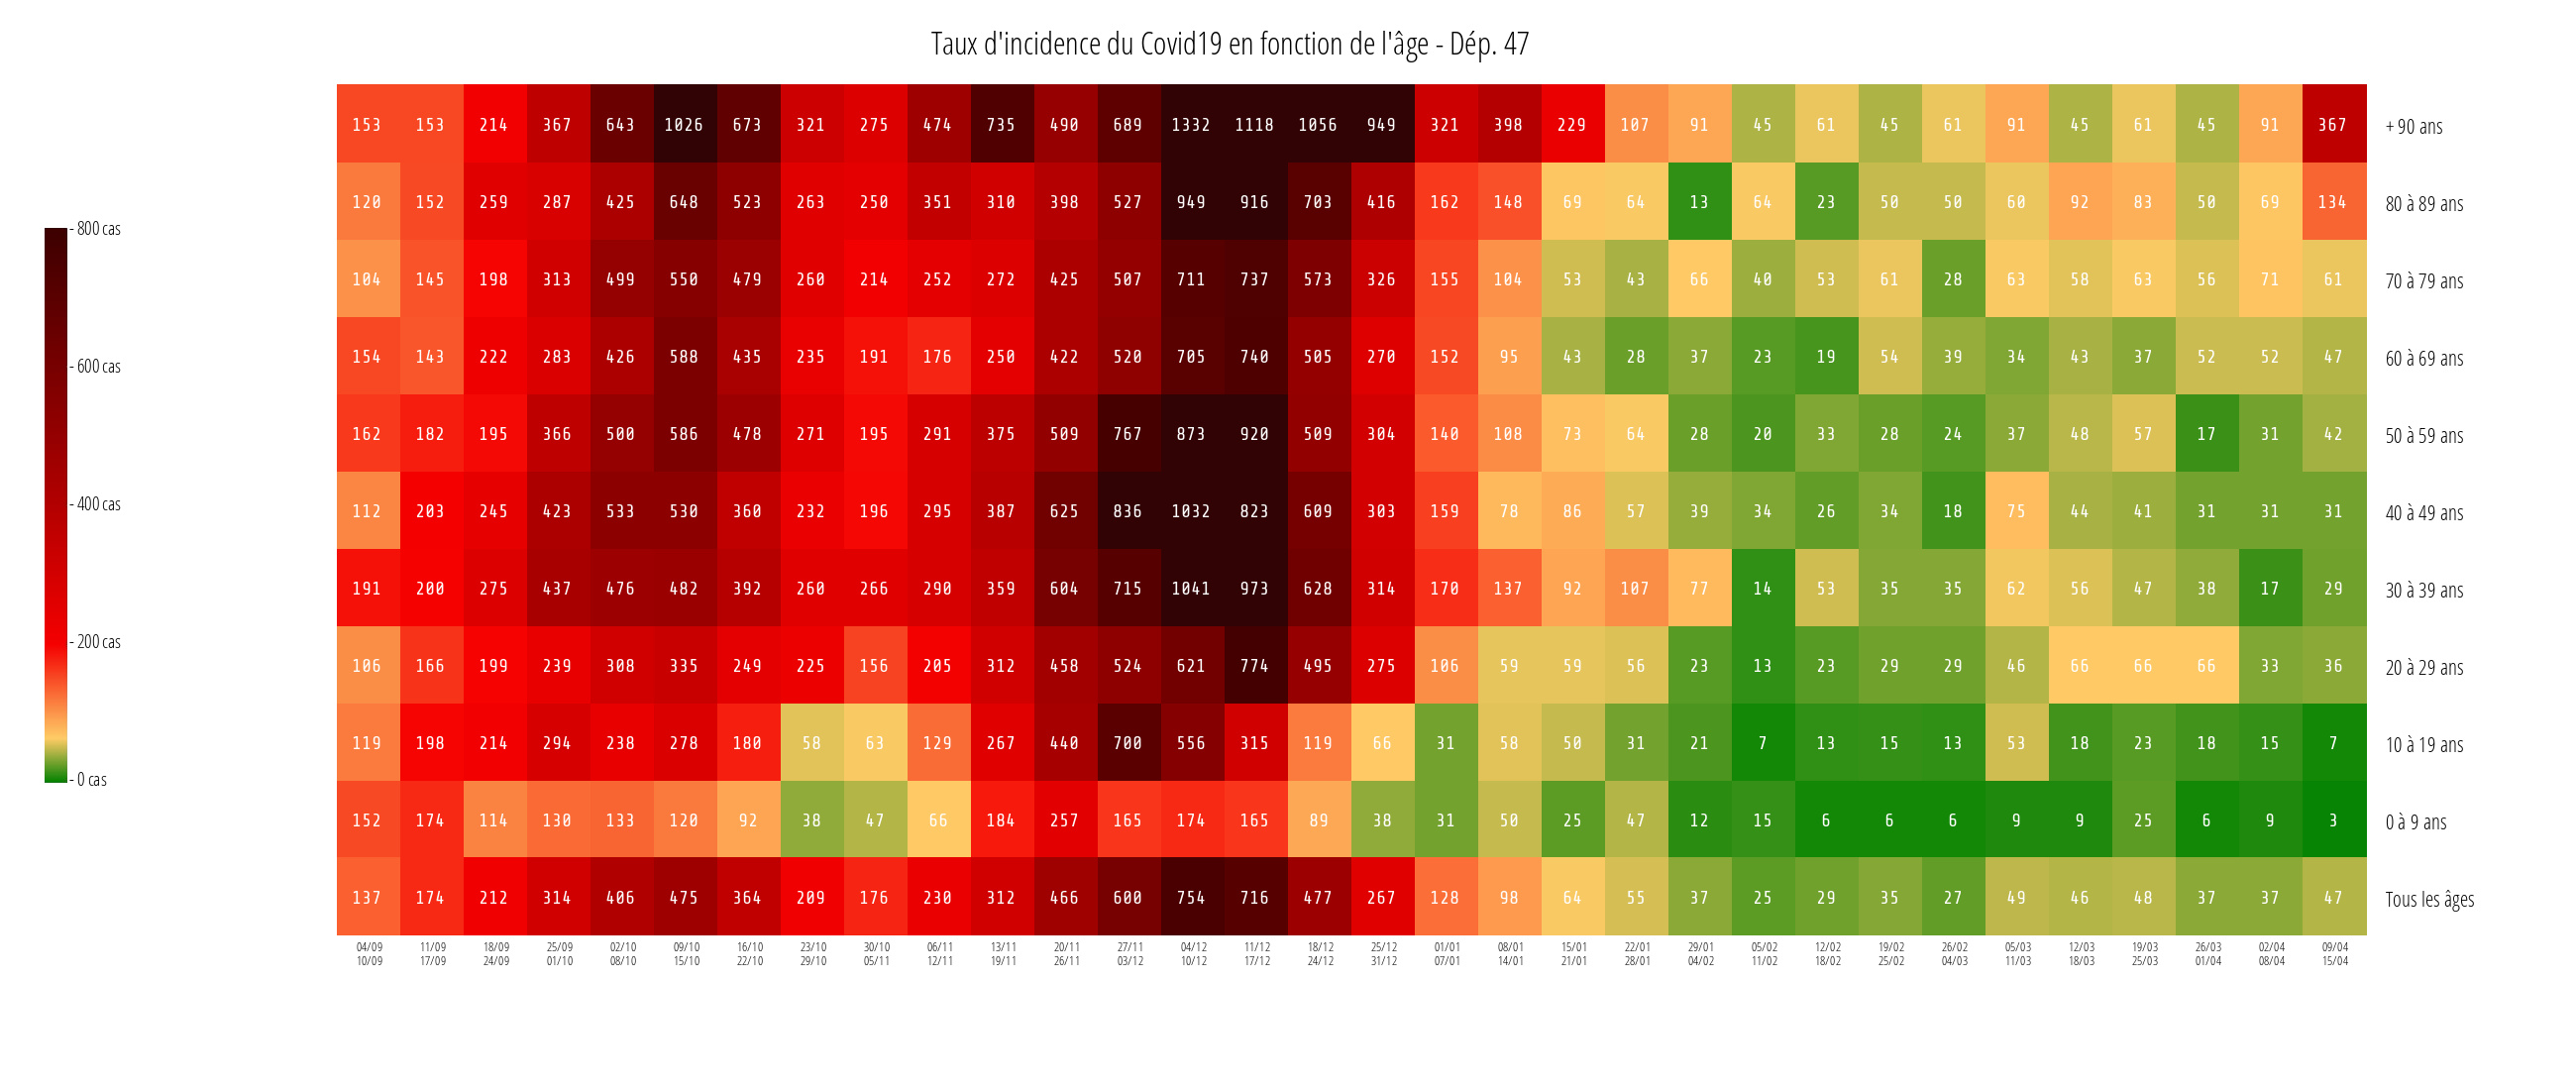 Taux d'incidence du Covid19 en fonction de l'âge - Dép. 47
- 800 cas
- 600 cas
- 400 cas
- 200 cas
- 0 cas
153 153 214 367 643 1026 673 321 275 474 735 490 689 1332 1118 1056 949 321 398 229 107 91 45 61 45 61 91 45 61 45 91 367 + 90 ans
120 152 259 287 425 648 523 263 250 351 310 398 527 949 916 703 416 162 148 69 64 13 64 23 50 50 60 92 83 50 69 134 80 à 89 ans
104 145 198 313 499 550 479 260 214 252 272 425 507 711 737 573 326 155 104 53 43 66 40 53 61 28 63 58 63 56 71 61 70 à 79 ans
154 143 222 283 426 588 435 235 191 176 250 422 520 705 740 505 270 152 95 43 28 37 23 19 54 39 34 43 37 52 52 47 60 à 69 ans
162 182 195 366 500 586 478 271 195 291 375 509 767 873 920 509 304 140 108 73 64 28 20 33 28 24 37 48 57 17 31 42 50 à 59 ans
112 203 245 423 533 530 360 232 196 295 387 625 836 1032 823 609 303 159 78 86 57 39 34 26 34 18 75 44 41 31 31 31 40 à 49 ans
191 200 275 437 476 482 392 260 266 290 359 604 715 1041 973 628 314 170 137 92 107 77 14 53 35 35 62 56 47 38 17 29 30 à 39 ans
106 166 199 239 308 335 249 225 156 205 312 458 524 621 774 495 275 106 59 59 56 23 13 23 29 29 46 66 66 66 33 36 20 à 29 ans
119 198 214 294 238 278 180 58 63 129 267 440 700 556 315 119 66 31 58 50 31 21 7 13 15 13 53 18 23 18 15 7 10 à 19 ans
152 174 114 130 133 120 92 38 47 66 184 257 165 174 165 89 38 31 50 25 47 12 15 6 6 6 9 9 25 6 9 3 0 à 9 ans
137 174 212 314 406 475 364 209 176 230 312 466 600 754 716 477 267 128 98 64 55 37 25 29 35 27 49 46 48 37 37 47 Tous les âges
04/09 11/09 18/09 25/09 02/10 09/10 16/10 23/10 30/10 06/11 13/11 20/11 27/11 04/12 11/12 18/12 25/12 01/01 08/01 15/01 22/01 29/01 05/02 12/02 19/02 26/02 05/03 12/03 19/03 26/03 02/04 09/04
10/09 17/09 24/09 01/10 08/10 15/10 22/10 29/10 05/11 12/11 19/11 26/11 03/12 10/12 17/12 24/12 31/12 07/01 14/01 21/01 28/01 04/02 11/02 18/02 25/02 04/03 11/03 18/03 25/03 01/04 08/04 15/04